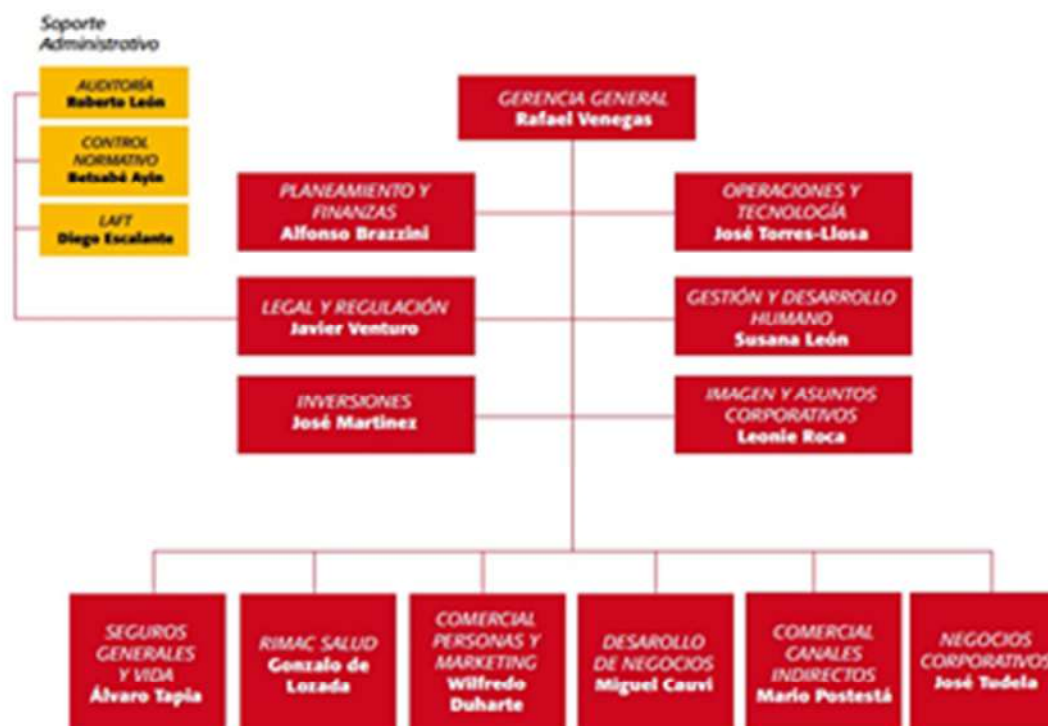 Soporte
Administrativo
AUDITORÍA
Roberto León
CONTROL
NORMATIVO
Betsabé Ayin
LAFT
Diego Escalante
GERENCIA GENERAL
Rafael Venegas
PLANEAMIENTO Y
FINANZAS
Alfonso Brazzini
OPERACIONES Y
TECNOLOGÍA
José Torres-Llosa
LEGAL Y REGULACIÓN
Javier Venturo
GESTIÓN Y DESARROLLO
HUMANO
Susana León
INVERSIONES
José Martinez
IMAGEN Y ASUNTOS
CORPORATIVOS
Leonie Roca
SEGUROS
GENERALES
Y VIDA
Álvaro Tapia
RIMAC SALUD
Gonzalo de
Lozada
COMERCIAL
PERSONAS Y
MARKETING
Wilfredo
Duharte
DESAROLLO
DE NEGOCIOS
Miguel Cauvi
COMERCIAL
CANALES
INDIRECTOS
Mario Postestá
NEGOCIOS
CORPORATIVOS
José Tudela